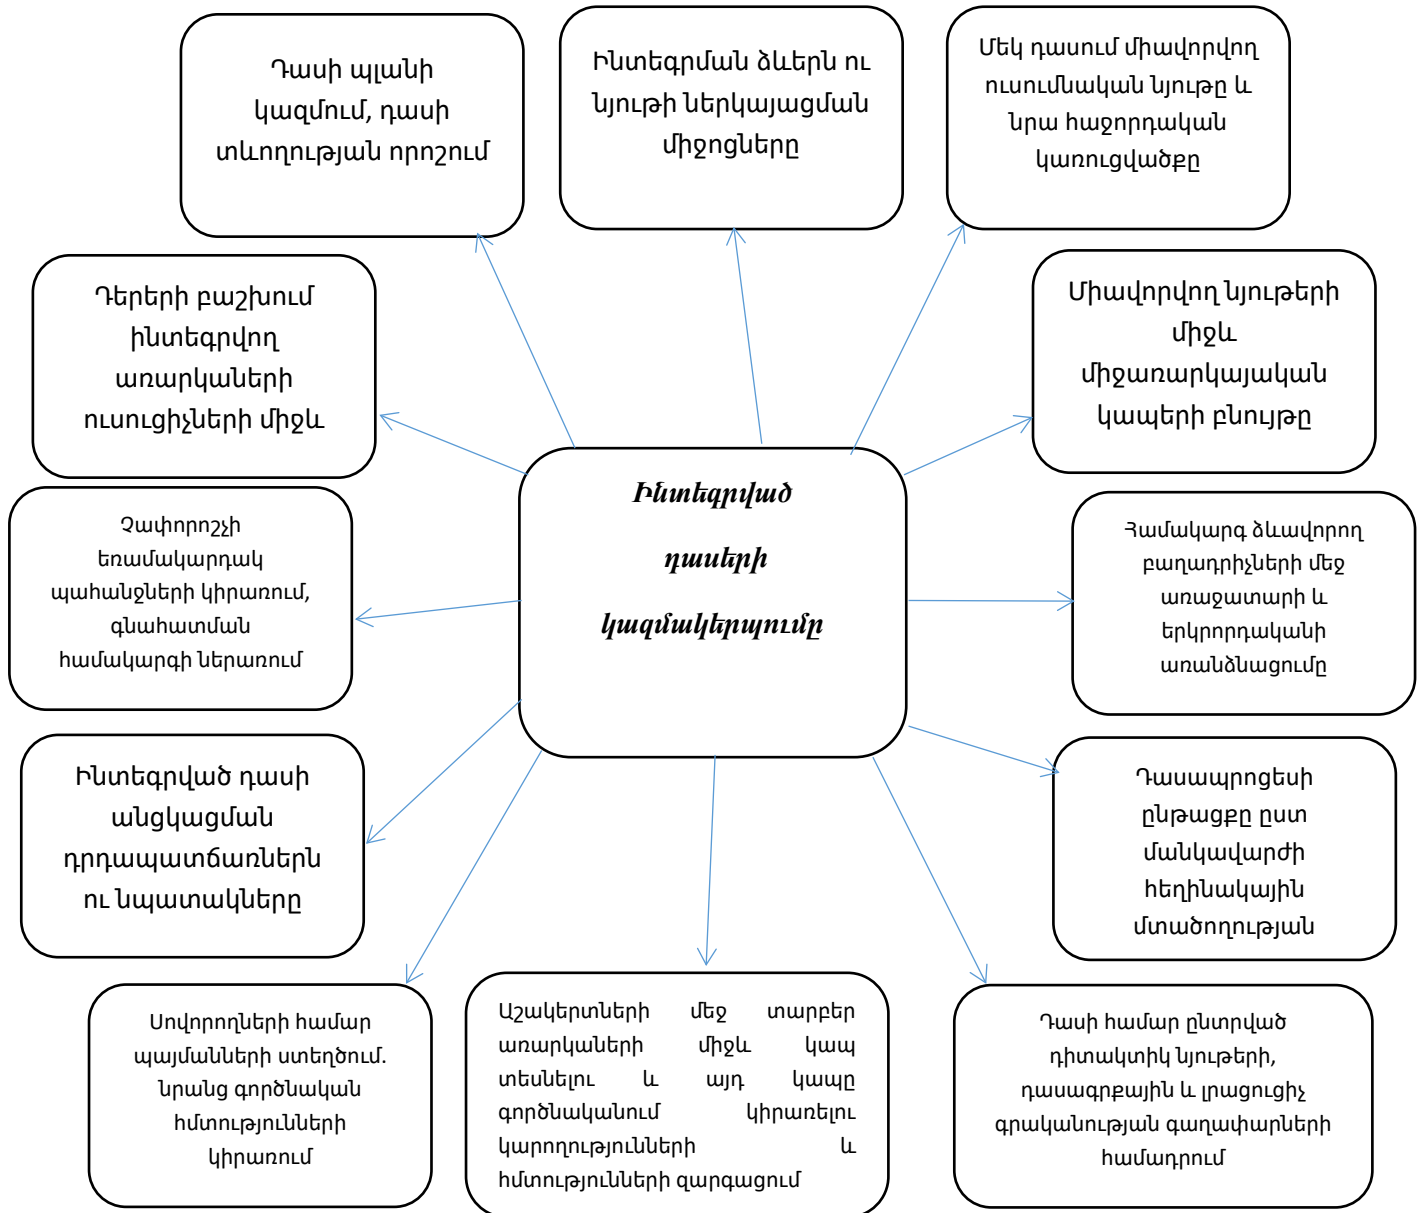 Դասի պլանի
կազմում, դասի
տևողության որոշում
Ինտեգրման ձևերն ու
նյութի ներկայացման
միջոցները
Մեկ դասում միավորվող
ուսումնական նյութը և
նրա հաջորդական
կառուցվածքը
Դերերի բաշխում
ինտեգրվող
առարկաների
ուսուցիչների միջև
Միավորվող նյութերի
միջև
միջառարկայական
կապերի բնույթը
Ինտեգրված
դասերի
կազմակերպումը
Չափորոշչի
եռամակարդակ
պահանջների կիրառում,
գնահատման
համակարգի ներառում
Համակարգ ձևավորող
բաղադրիչների մեջ
առաջատարի և
երկրորդականի
առանձնացումը
Ինտեգրված դասի
անցկացման
դրդապատճառներն
ու նպատակները
Դասապրոցեսի
ընթացքը ըստ
մանկավարժի
հեղինակային
մտածողության
Սովորողների համար
պայմանների ստեղծում.
նրանց գործնական
հմտությունների
կիրառում
Աշակերտների մեջ տարբեր
առարկաների միջև կապ
տեսնելու և այդ կապը
գործնականում կիրառելու
կարողությունների և
հմտությունների զարգացում
Դասի համար ընտրված
դիտակտիկ նյութերի,
դասագրքային և լրացուցիչ
գրականության գաղափարների
համադրում